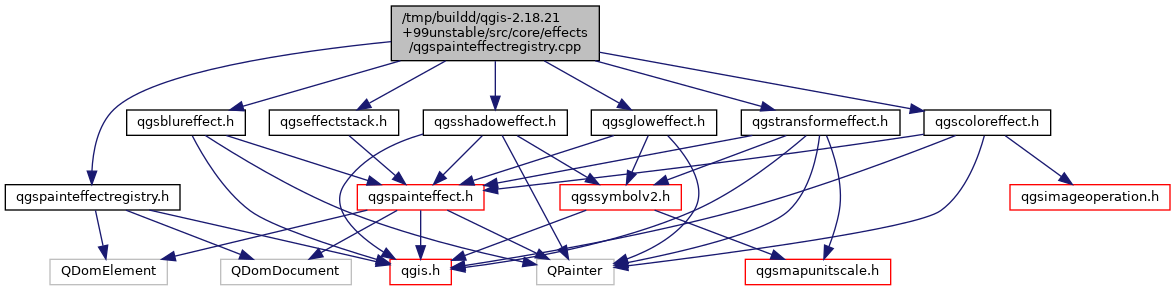 /tmp/buildd/qgis-2.18.21
+99unstable/src/core/effects
/qgspainteffectregistry.cpp
qgsblureffect.h
qgseffectstack.h
qgsshadoweffect.h
qgsgloweffect.h
qgstransformeffect.h
qgscoloreffect.h
qgspainteffectregistry.h
qgspainteffect.h
qgssymbolv2.h
qgsimageoperation.h
QDomElement
QDomDocument
qgis.h
QPainter
qgsmapunitscale.h